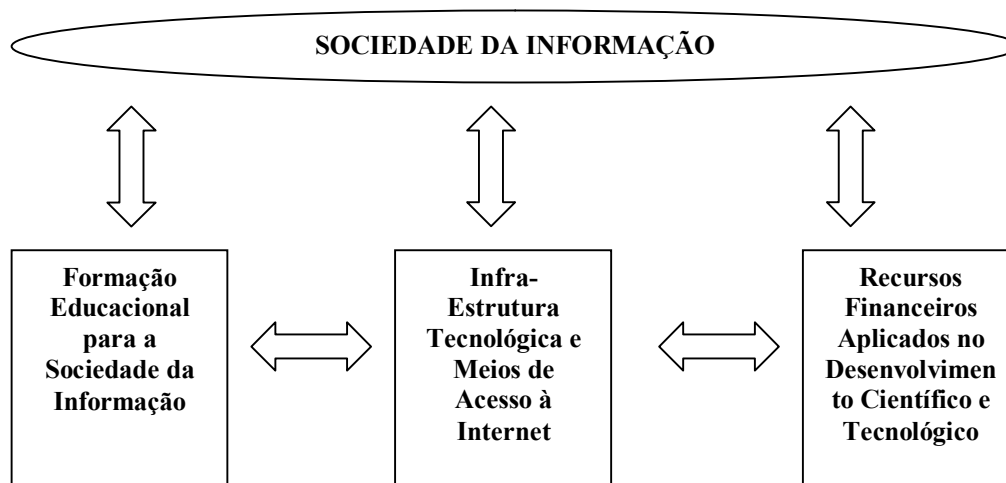 SOCIEDADE DA INFORMAÇÃO
Formação
Educacional
para a
Sociedade da
Informação
Infra-
Estrutura
Tecnológica e
Meios de
Acesso à
Internet
Recursos
Financeiros
Aplicados no
Desenvolvimen
to Científico e
Tecnológico